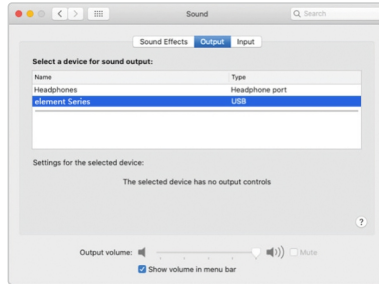 Sound
Search
Sound Effects Output Input
Select a device for sound output:
Name Type
Headphones Headphone port
element Series USB
Settings for the selected device:
The selected device has no output controls
?
Output volume: Mute
Show volume in menu bar